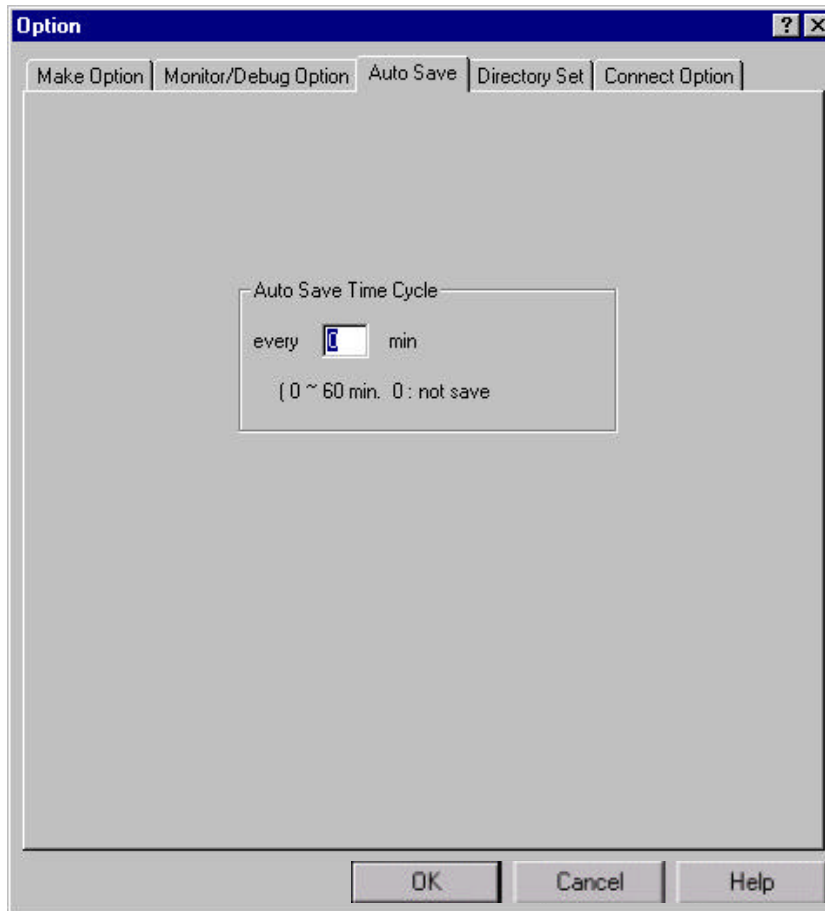 Option
Make Option Monitor/Debug Option Auto Save Directory Set Connect Option
Auto Save Time Cycle
every 0 min
( 0 ~ 60 min. 0 : not save
OK Cancel Help